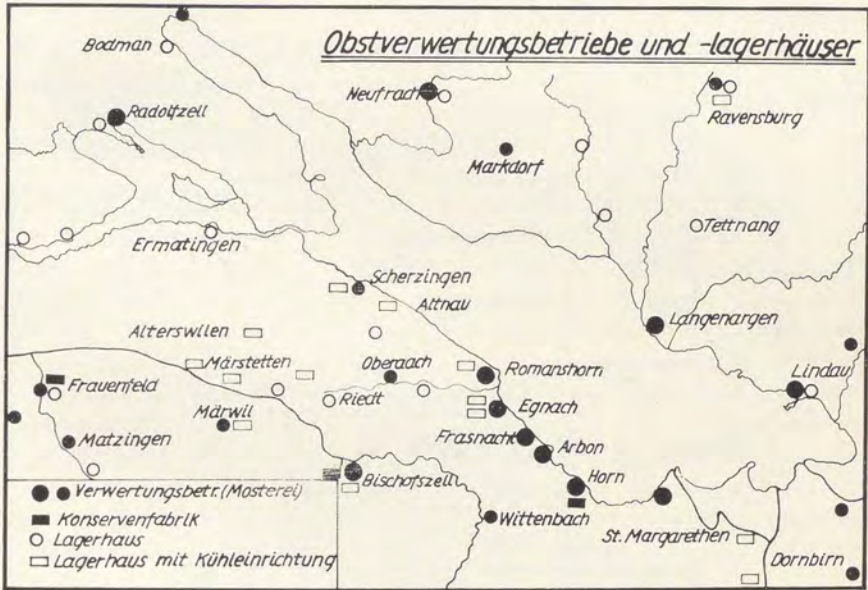 Obstverwertungsbetriebe und -lagerhäuser
Bodman
Radolfzell
Neufrach
Ravensburg
Markdorf
Tettnang
Ermatingen
Scherzingen
Altnau
Langenargen
Alterswilen
Märstetten
Oberaach
Romanshorn
Lindau
Frauenfeld
Riedt
Egnach
Märwil
Frasnacht
Matzingen
Arbon
Bischofszell
Horn
Wittenbach
St. Margarethen
Dornbirn
Verwertungsbetr. (Mosterei)
Konservenfabrik
Lagerhaus
Lagerhaus mit Kühleinrichtung